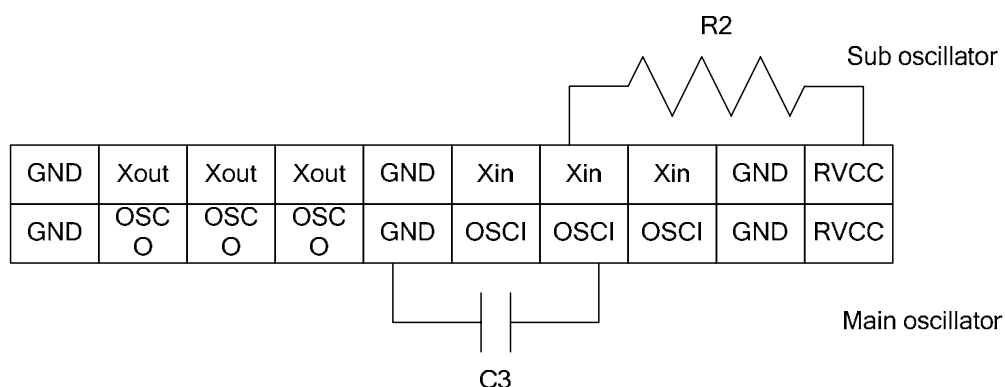 R2
Sub oscillator
GND Xout Xout Xout GND Xin Xin Xin GND RVCC
GND OSC O OSC O OSC O GND OSCI OSCI OSCI GND RVCC
Main oscillator
C3